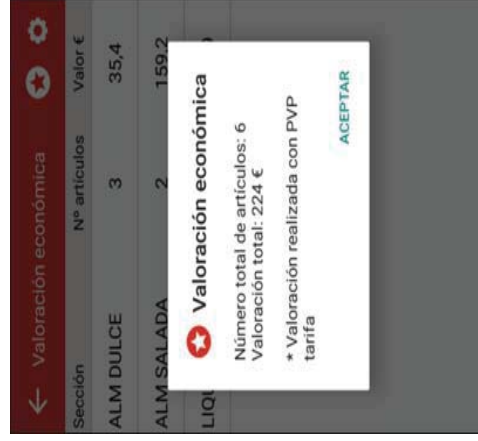 Valoración económica
Sección Nº artículos Valor €
ALM DULCE 3 35,4
ALM SALADA 2 159,2
Valoración económica
Número total de artículos: 6
Valoración total: 224 €
* Valoración realizada con PVP
tarifa
ACEPTAR